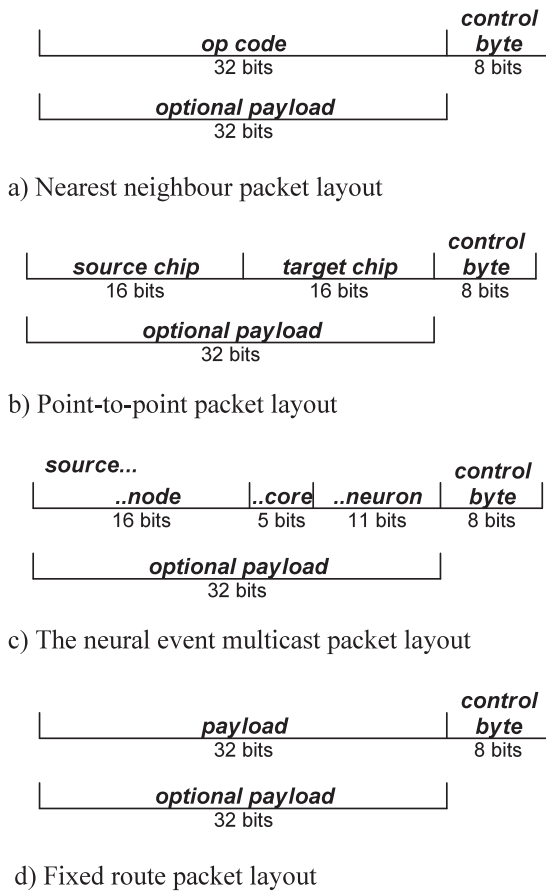 control
op code byte
32 bits 8 bits
optional payload
32 bits
a) Nearest neighbour packet layout
control
source chip target chip byte
16 bits 16 bits 8 bits
optional payload
32 bits
b) Point-to-point packet layout
source... control
..node ..core ..neuron byte
16 bits 5 bits 11 bits 8 bits
optional payload
32 bits
c) The neural event multicast packet layout
control
payload byte
32 bits 8 bits
optional payload
32 bits
d) Fixed route packet layout